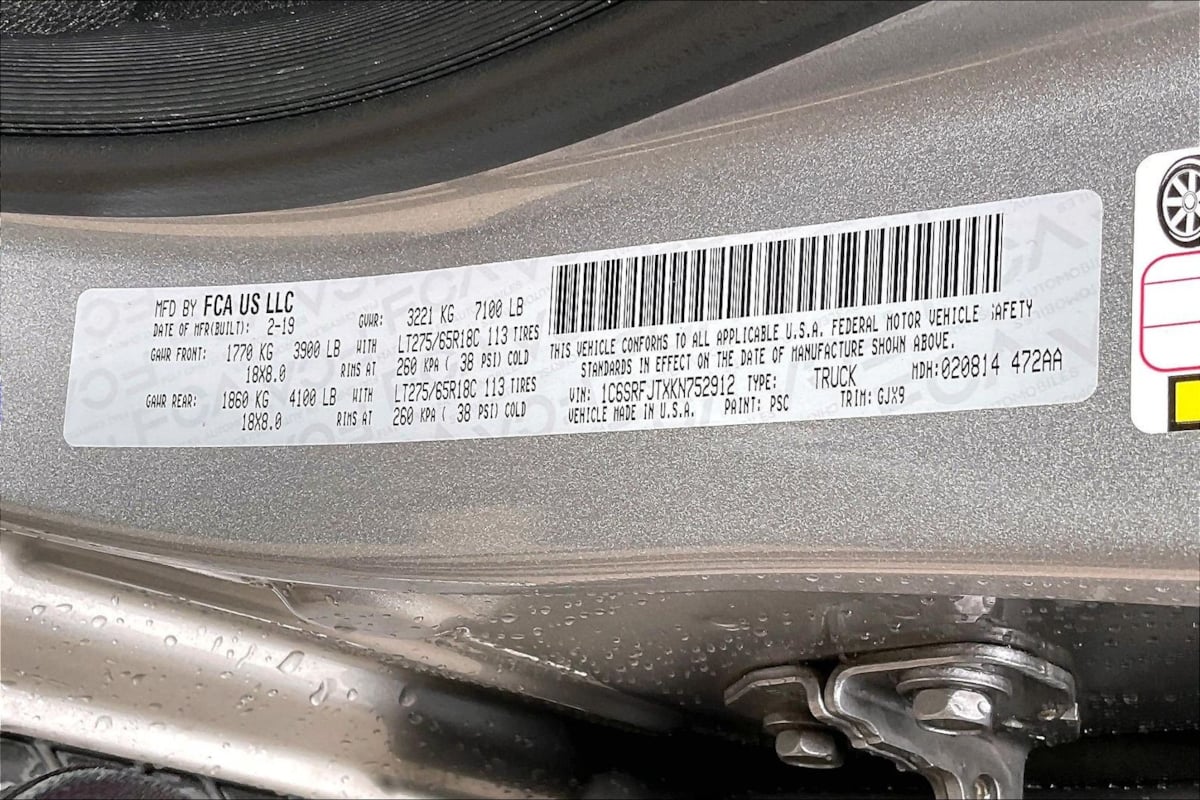 MFD BY FCA US LLC
DATE OF MFR(BUILT): 2-19 GVWR: 3221 KG 7100 LB
GAWR FRONT: 1770 KG 3900 LB WITH LT275/65R18C 113 TIRES
18X8.0 RIMS AT 260 KPA ( 38 PSI) COLD
GAWR REAR: 1860 KG 4100 LB WITH LT275/65R18C 113 TIRES
18X8.0 RIMS AT 260 KPA ( 38 PSI) COLD
THIS VEHICLE CONFORMS TO ALL APPLICABLE U.S.A. FEDERAL MOTOR VEHICLE SAFETY
STANDARDS IN EFFECT ON THE DATE OF MANUFACTURE SHOWN ABOVE.
VIN: 1C6SRFJTXKN752912 TYPE: TRUCK MDH:020814 472AA
VEHICLE MADE IN U.S.A. PAINT: PSC TRIM: GJX9